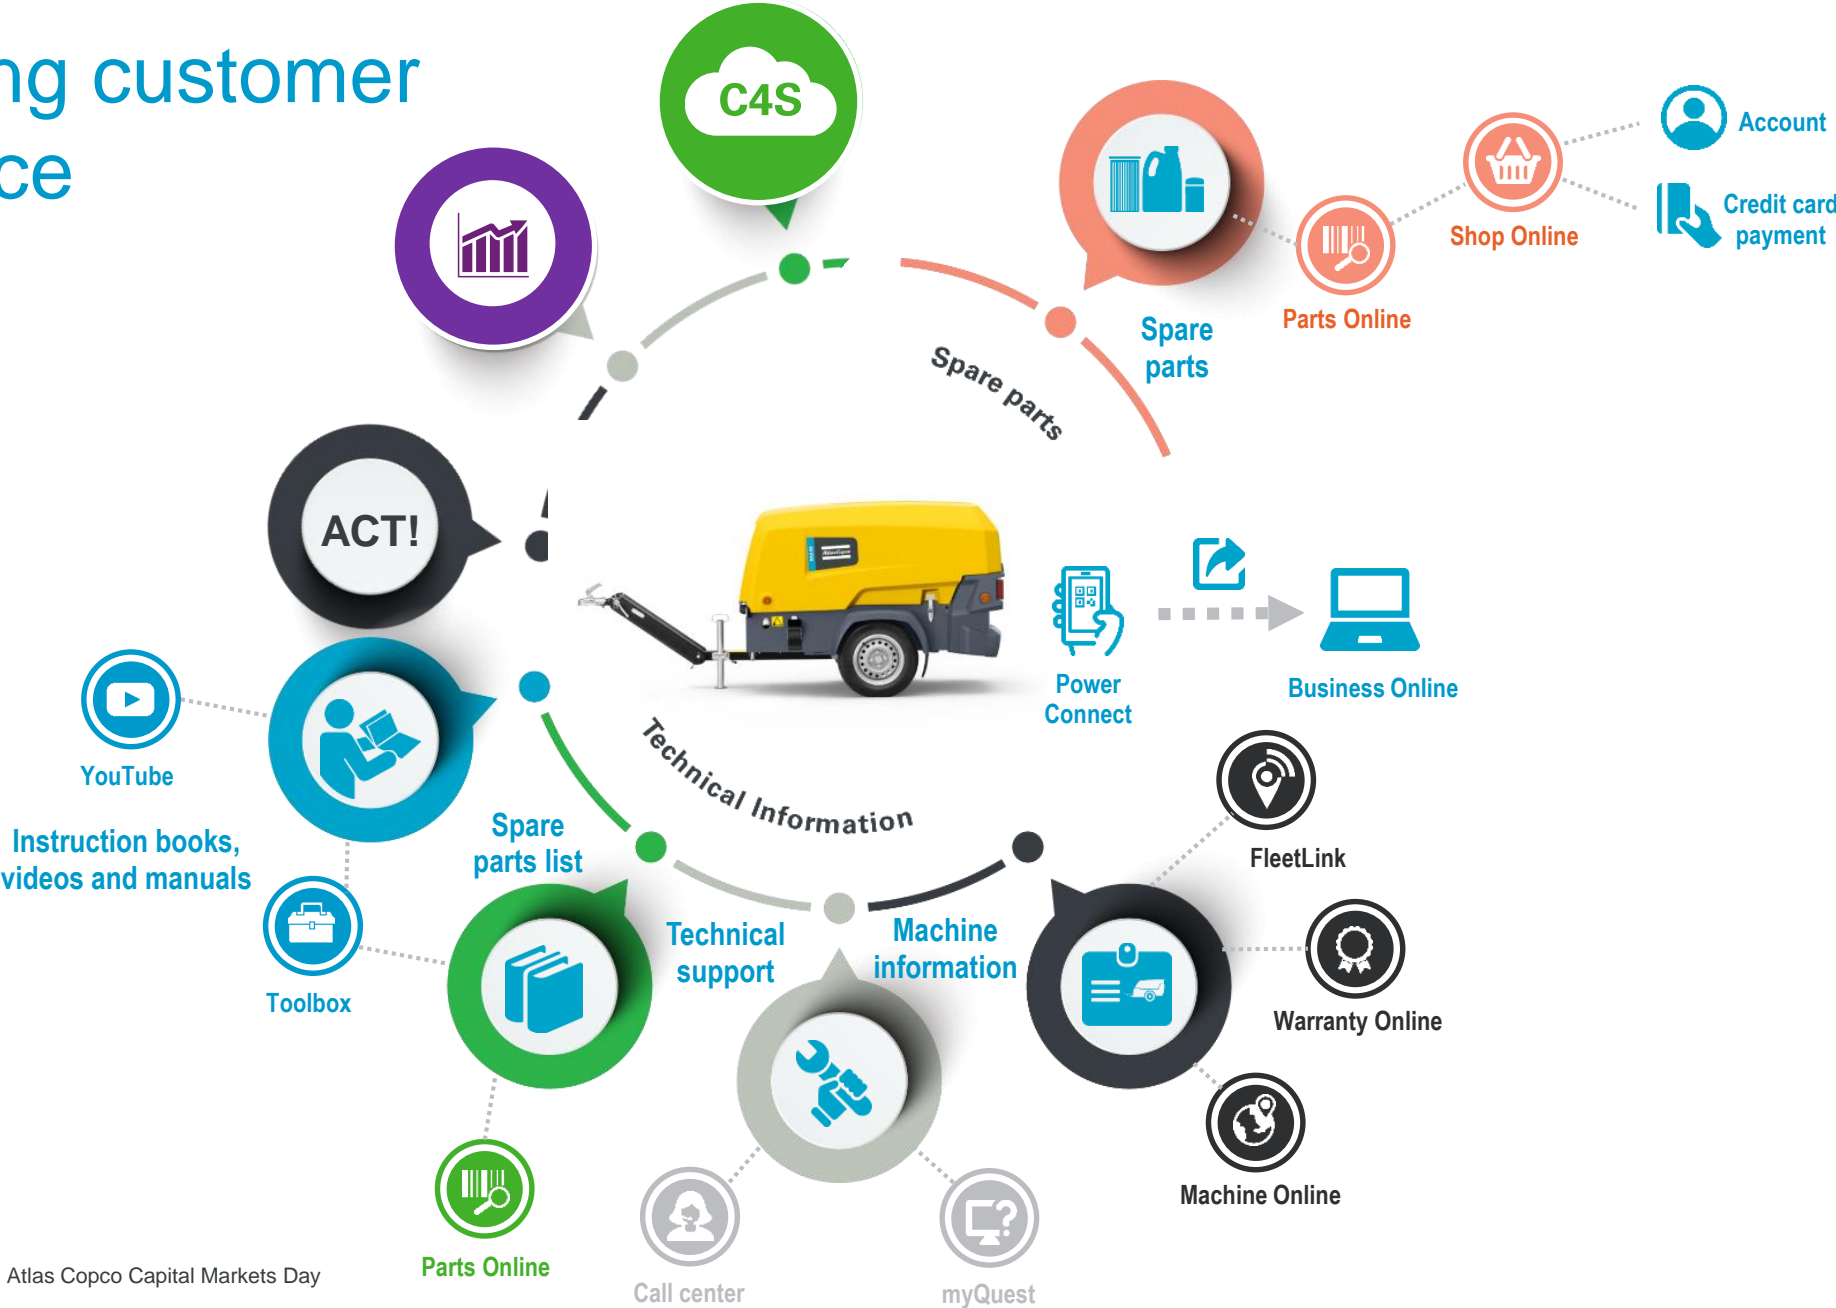 ng customer
ce
C4S
Account
Credit card
payment
Shop Online
Parts Online
Spare
parts
Spare parts
ACT!
Atlas Copco
Power
Connect
Business Online
YouTube
Instruction books,
videos and manuals
Technical Information
Spare
parts list
FleetLink
Technical
support
Machine
information
Toolbox
Warranty Online
Machine Online
Parts Online
Call center
myQuest
Atlas Copco Capital Markets Day